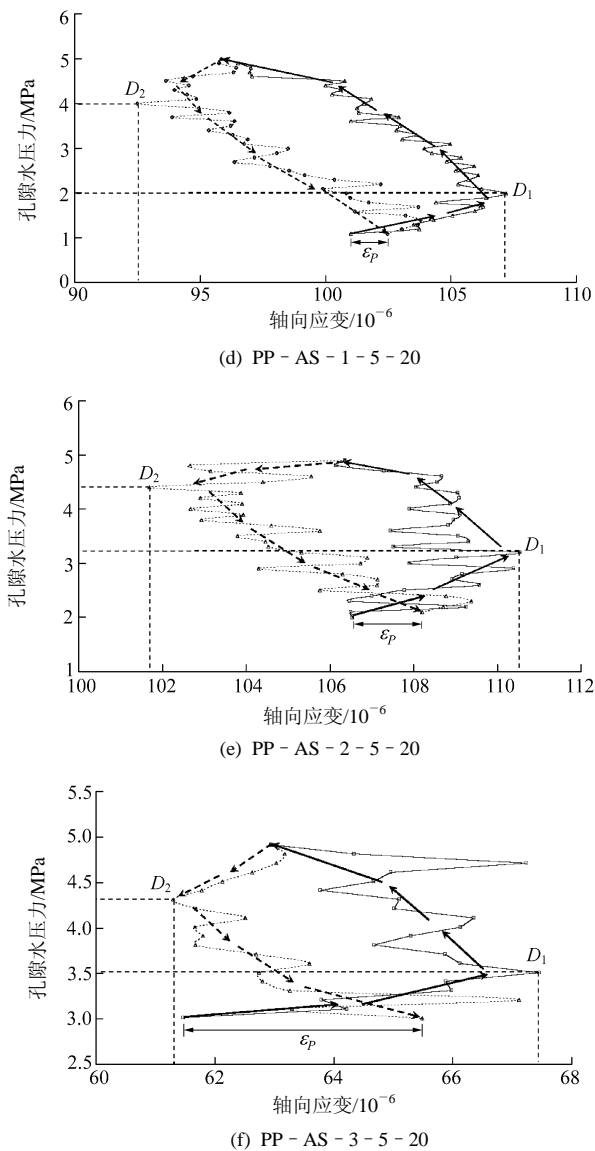 6
5
4
3
2
1
0
D₂
D₁
εP
孔隙水压力/MPa
90 95 100 105 110
轴向应变/10⁻⁶
(d) PP－AS－1－5－20
6
5
4
3
2
1
D₂
D₁
εP
孔隙水压力/MPa
100 102 104 106 108 110 112
轴向应变/10⁻⁶
(e) PP－AS－2－5－20
5.5
5.0
4.5
4.0
3.5
3.0
2.5
D₂
D₁
εP
孔隙水压力/MPa
60 62 64 66 68
轴向应变/10⁻⁶
(f) PP－AS－3－5－20